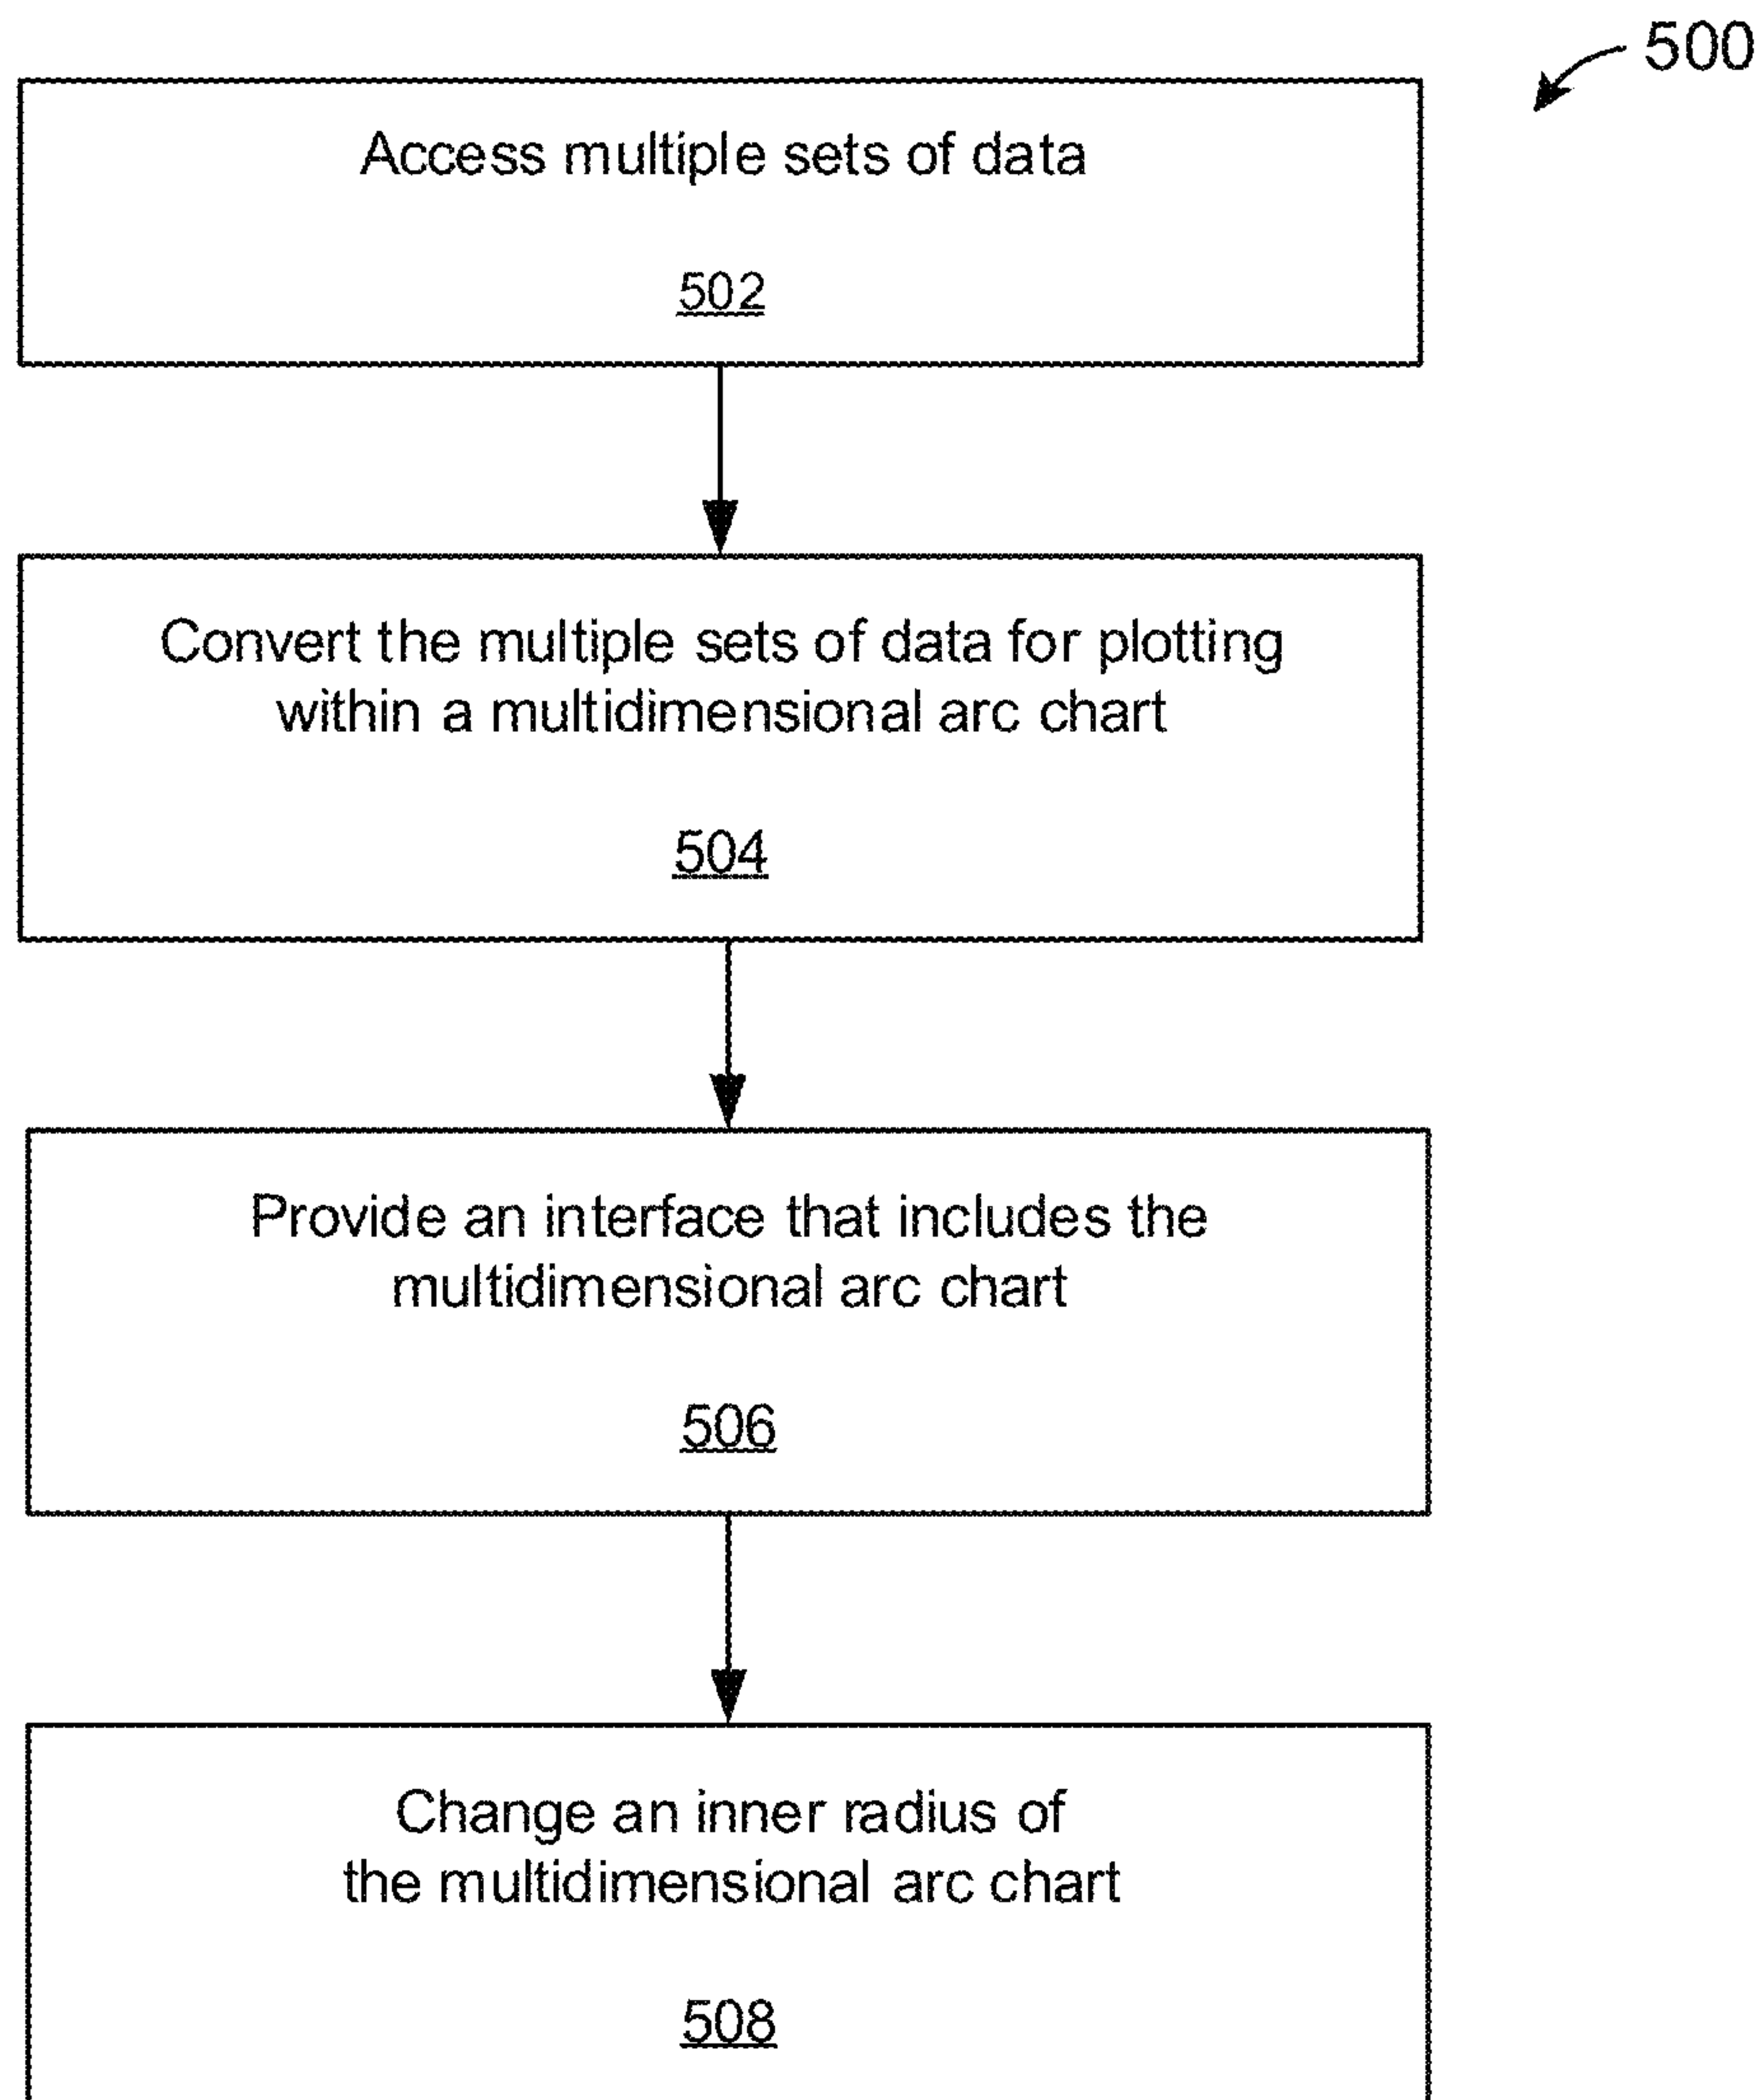 500
Access multiple sets of data
502
Convert the multiple sets of data for plotting
within a multidimensional arc chart
504
Provide an interface that includes the
multidimensional arc chart
506
Change an inner radius of
the multidimensional arc chart
508